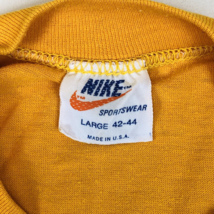 NIKE
SPORTSWEAR
LARGE 42-44
MADE IN U.S.A.